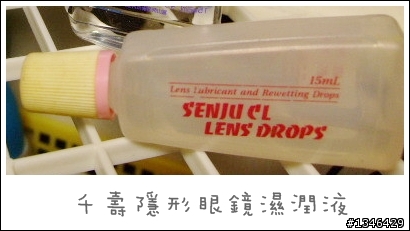 15mL
Lens Lubricant and Rewetting Drops
SENJU CL
LENS DROPS
千壽隱形眼鏡濕潤液
#1346429